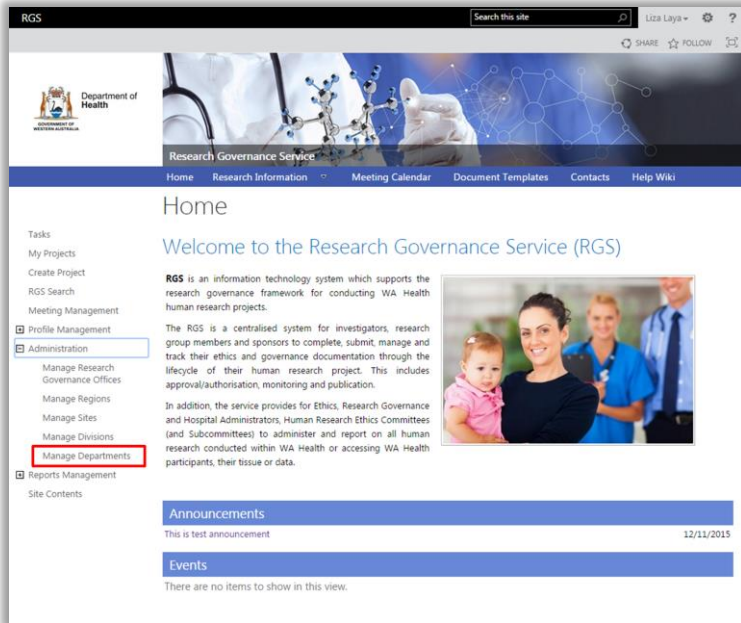 RGS
Search this site
Liza Laya
?
SHARE
FOLLOW
Department of
Health
GOVERNMENT OF
WESTERN AUSTRALIA
Research Governance Service
Home
Research Information
Meeting Calendar
Document Templates
Contacts
Help Wiki
Home
Tasks
My Projects
Create Project
RGS Search
Meeting Management
Profile Management
Administration
Manage Research
Governance Offices
Manage Regions
Manage Sites
Manage Divisions
Manage Departments
Reports Management
Site Contents
Welcome to the Research Governance Service (RGS)
RGS is an information technology system which supports the
research governance framework for conducting WA Health
human research projects.
The RGS is a centralised system for investigators, research
group members and sponsors to complete, submit, manage and
track their ethics and governance documentation through the
lifecycle of their human research project. This includes
approval/authorisation, monitoring and publication.
In addition, the service provides for Ethics, Research Governance
and Hospital Administrators, Human Research Ethics Committees
(and Subcommittees) to administer and report on all human
research conducted within WA Health or accessing WA Health
participants, their tissue or data.
Announcements
This is test announcement
12/11/2015
Events
There are no items to show in this view.